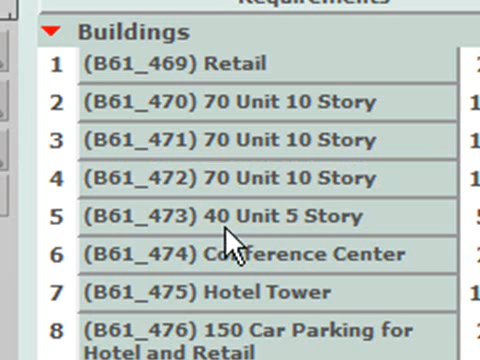 Requirements
Buildings
1 (B61_469) Retail
2 (B61_470) 70 Unit 10 Story
3 (B61_471) 70 Unit 10 Story
4 (B61_472) 70 Unit 10 Story
5 (B61_473) 40 Unit 5 Story
6 (B61_474) Conference Center
7 (B61_475) Hotel Tower
8 (B61_476) 150 Car Parking for
Hotel and Retail